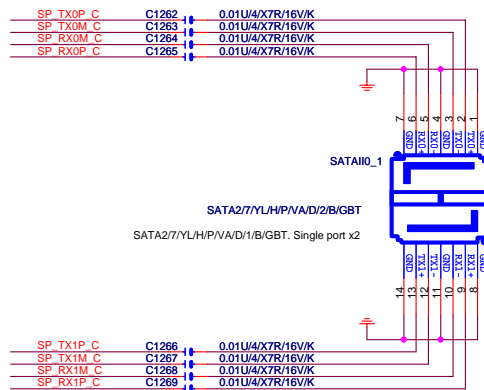 SP_TX0P_C C1262 0.01U/4/X7R/16V/K
SP_TX0M_C C1263 0.01U/4/X7R/16V/K
SP_RX0M_C C1264 0.01U/4/X7R/16V/K
SP_RX0P_C C1265 0.01U/4/X7R/16V/K
7 6 5 4 3 2 1
GND RX0+ RX0- GND TX0- TX0+ GND
SATAII0_1
SATA2/7/YL/H/P/VA/D/2/B/GBT
SATA2/7/YL/H/P/VA/D/1/B/GBT. Single port x2
GND TX1+ TX1- GND RX1- RX1+ GND
14 13 12 11 10 9 8
SP_TX1P_C C1266 0.01U/4/X7R/16V/K
SP_TX1M_C C1267 0.01U/4/X7R/16V/K
SP_RX1M_C C1268 0.01U/4/X7R/16V/K
SP_RX1P_C C1269 0.01U/4/X7R/16V/K